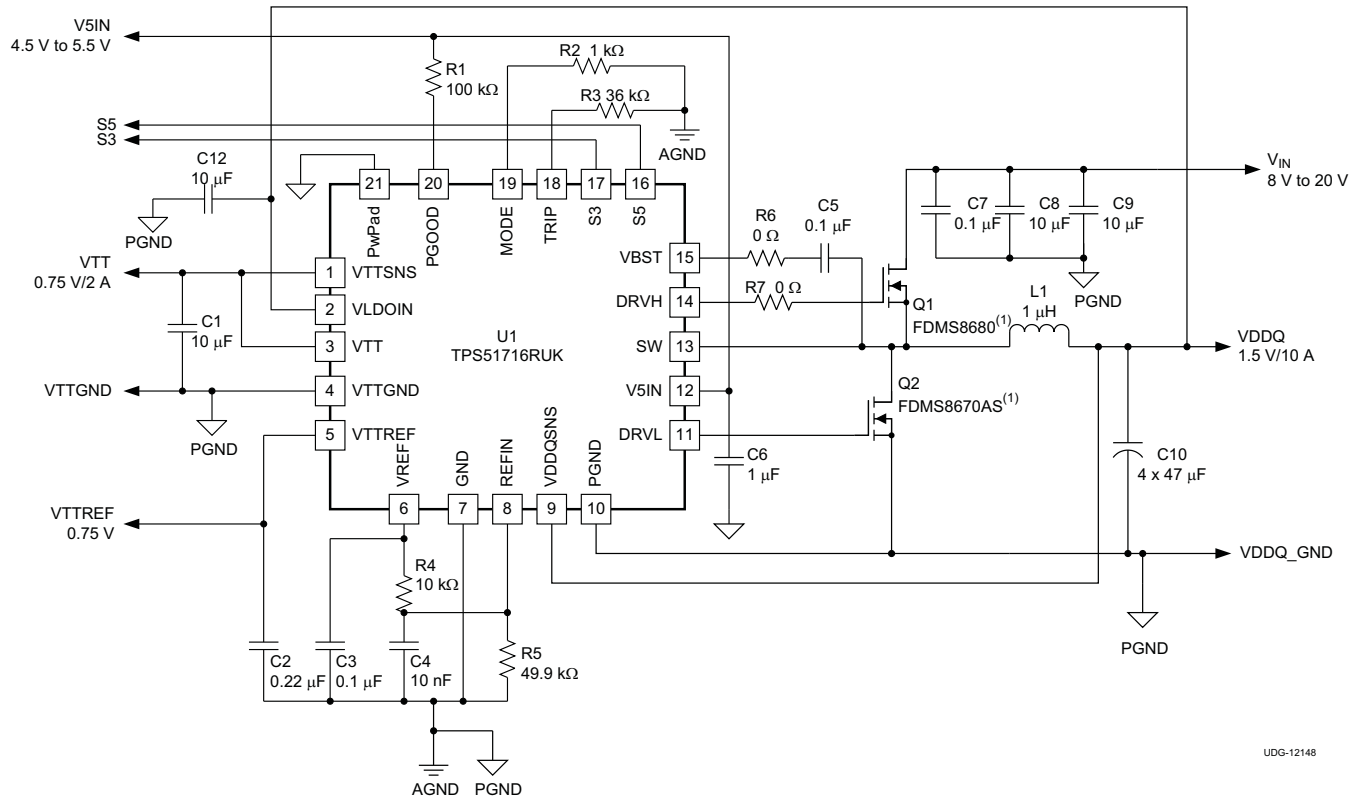 V5IN
4.5 V to 5.5 V
R1
100 kΩ
R2 1 kΩ
R3 36 kΩ
AGND
S5
S3
C12
10 µF
PGND
21
20
19
18
17
16
PwPad
PGOOD
MODE
TRIP
S3
S5
VTT
0.75 V/2 A
C1
10 µF
VTTGND
PGND
1 VTTSNS
2 VLDOIN
3 VTT
4 VTTGND
5 VTTREF
U1
TPS51716RUK
VBST 15
DRVH 14
SW 13
V5IN 12
DRVL 11
VREF
GND
REFIN
VDDQSNS
PGND
6
7
8
9
10
R6
0 Ω
C5
0.1 µF
R7 0 Ω
Q1
FDMS8680(1)
Q2
FDMS8670AS(1)
C6
1 µF
VIN
8 V to 20 V
C7
0.1 µF
C8
10 µF
C9
10 µF
PGND
L1
1 µH
VDDQ
1.5 V/10 A
C10
4 x 47 µF
VDDQ_GND
PGND
VTTREF
0.75 V
R4
10 kΩ
C2
0.22 µF
C3
0.1 µF
C4
10 nF
R5
49.9 kΩ
AGND
PGND
UDG-12148